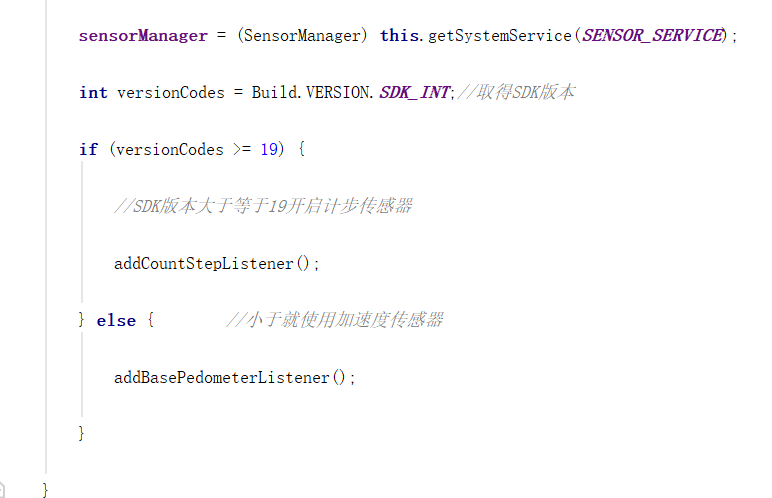 sensorManager = (SensorManager) this.getSystemService(SENSOR_SERVICE);
int versionCodes = Build.VERSION.SDK_INT;//取得SDK版本
if (versionCodes >= 19) {
//SDK版本大于等于19开启计步传感器
addCountStepListener();
} else {        //小于就使用加速度传感器
addBasePedometerListener();
}
}